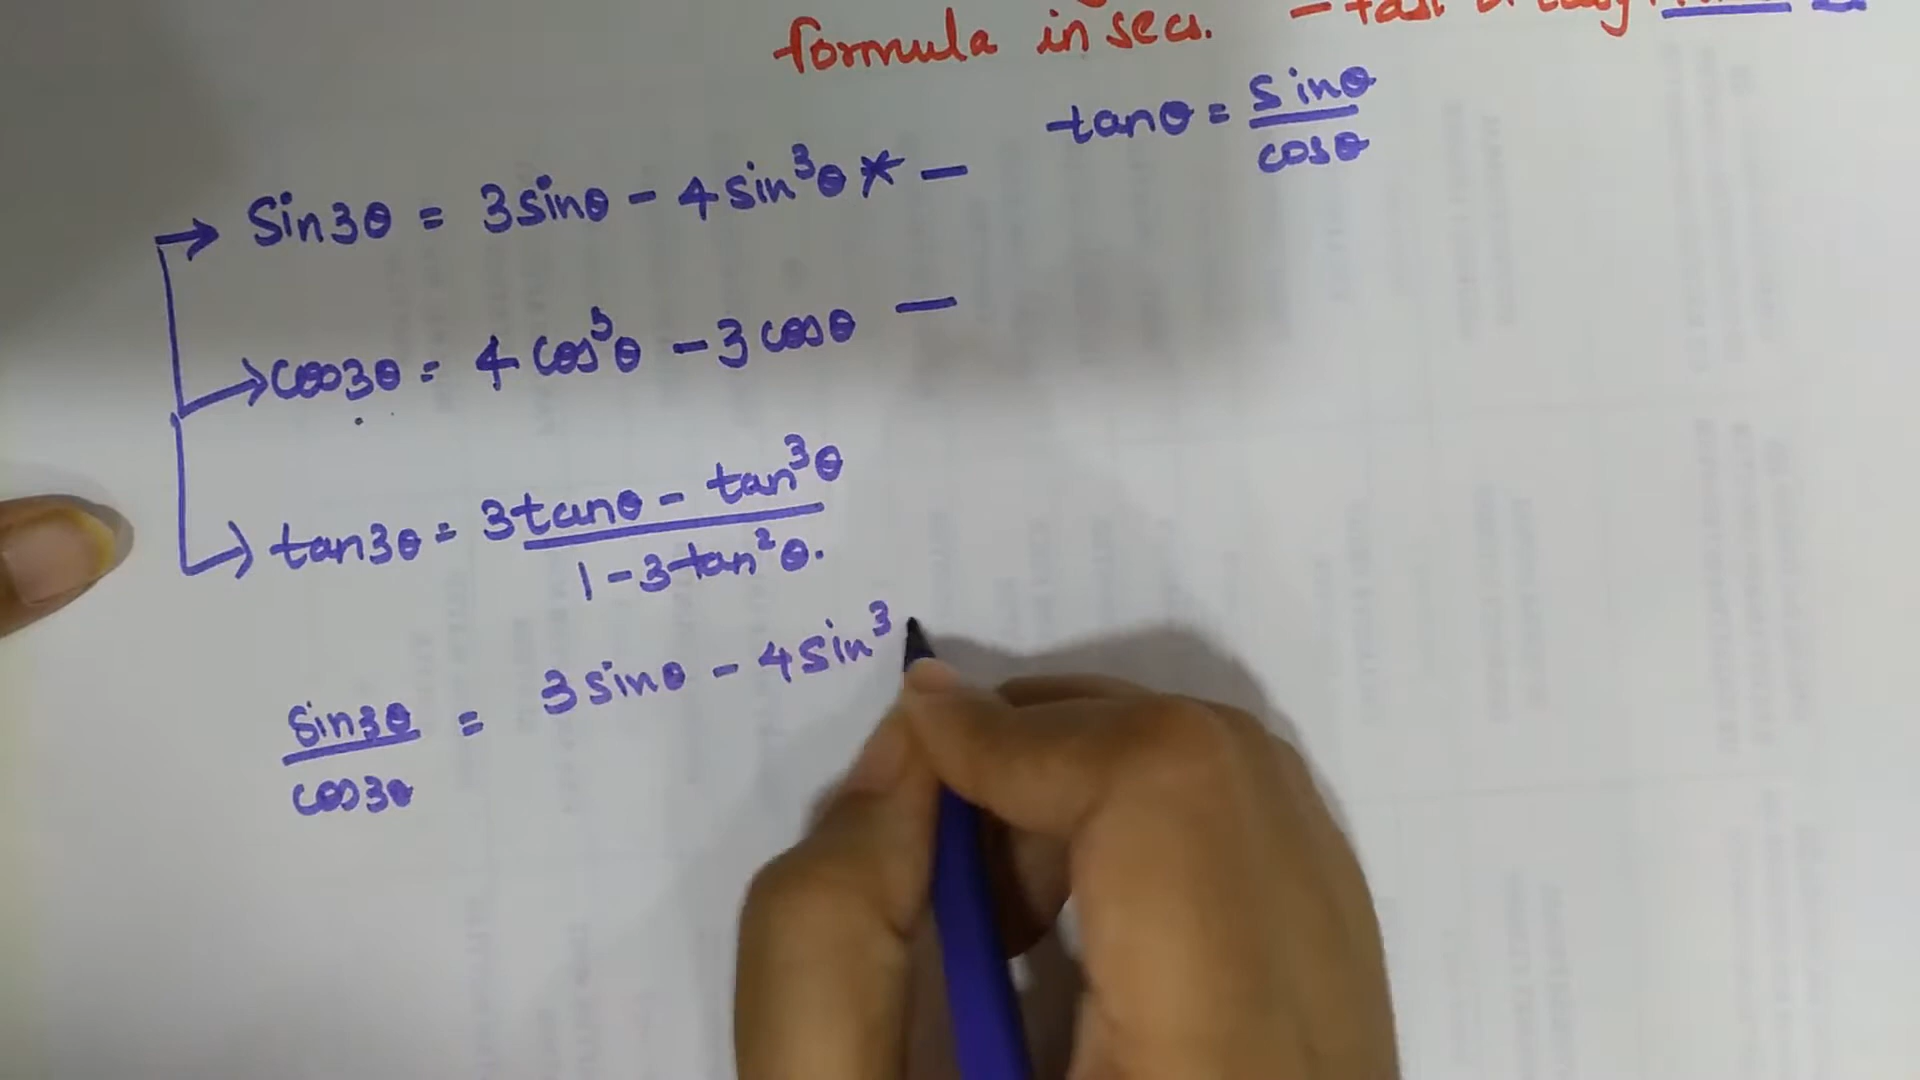 formula in secs. –
tanθ = sinθ/cosθ
Sin3θ = 3sinθ - 4sin³θ * –
cos3θ = 4cos³θ - 3cosθ –
tan3θ = 3tanθ - tan³θ / 1 - 3tan²θ.
sin3θ/cos3θ = 3sinθ - 4sin³